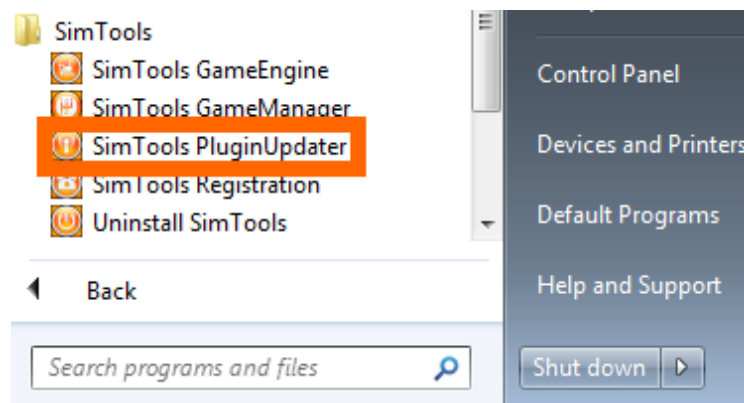 SimTools
SimTools GameEngine
SimTools GameManager
SimTools PluginUpdater
SimTools Registration
Uninstall SimTools
Back
Search programs and files
Control Panel
Devices and Printers
Default Programs
Help and Support
Shut down